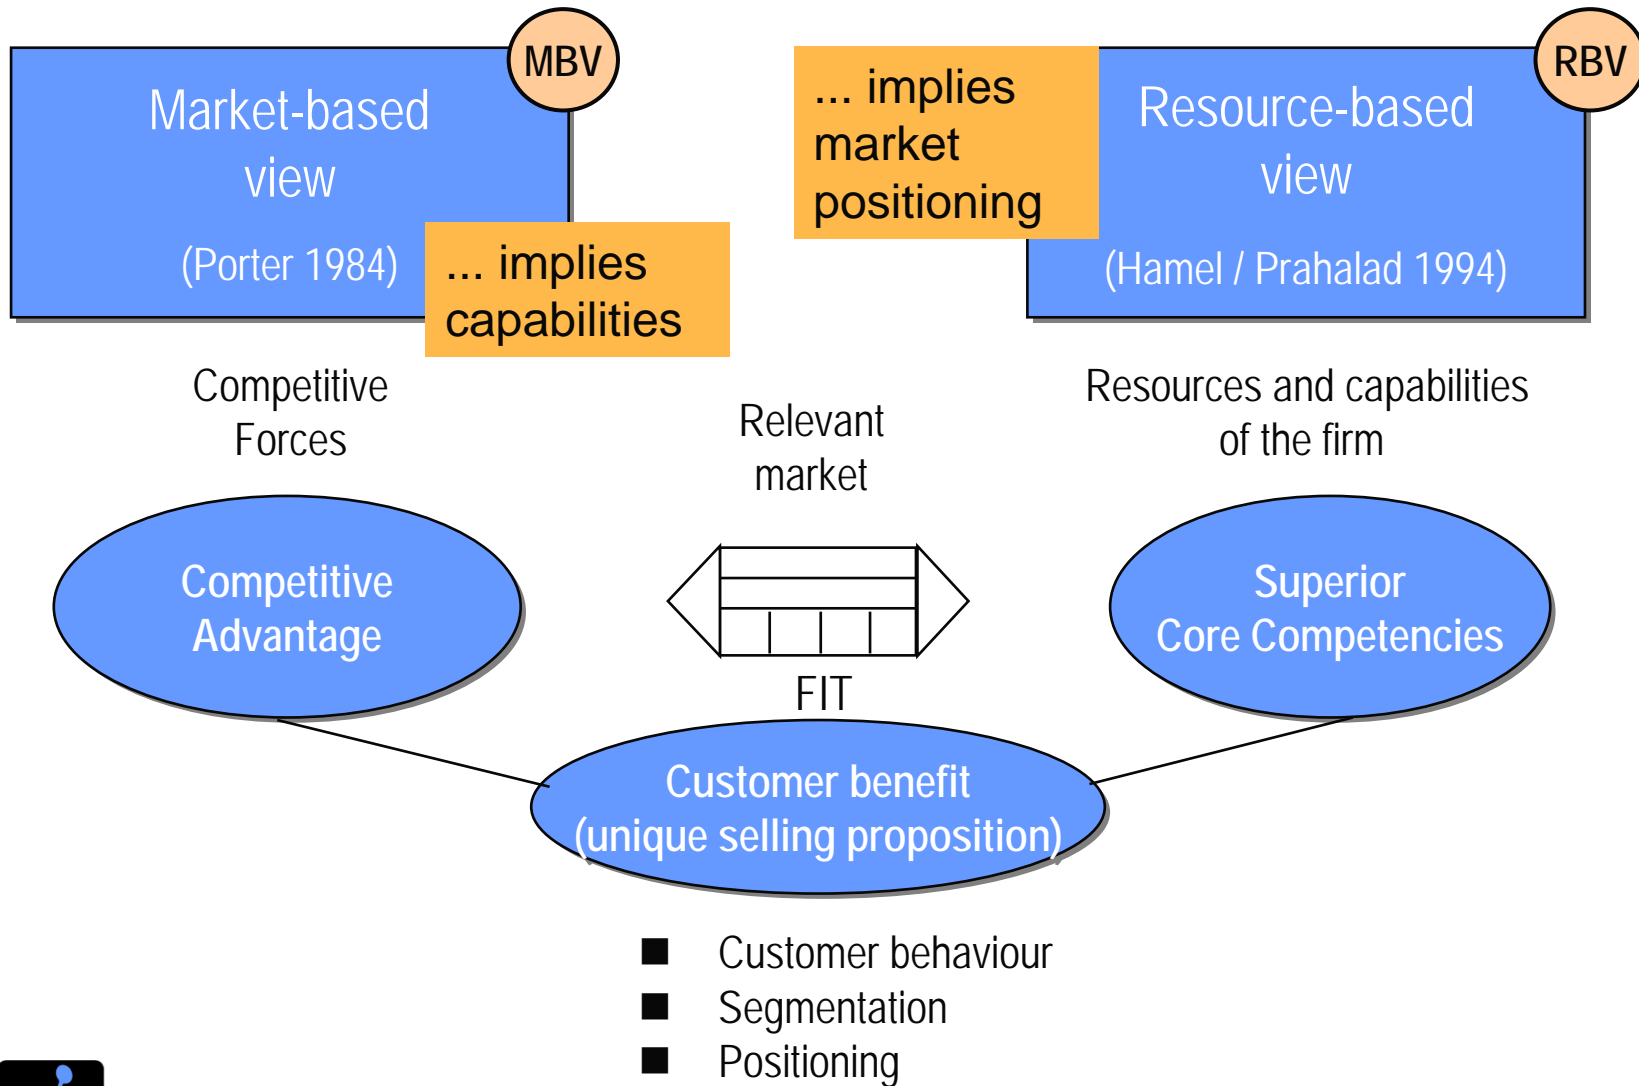 MBV
Market-based
view
(Porter 1984)
... implies
capabilities
... implies
market
positioning
RBV
Resource-based
view
(Hamel / Prahalad 1994)
Competitive
Forces
Relevant
market
Resources and capabilities
of the firm
Competitive
Advantage
FIT
Superior
Core Competencies
Customer benefit
(unique selling proposition)
■ Customer behaviour
■ Segmentation
■ Positioning